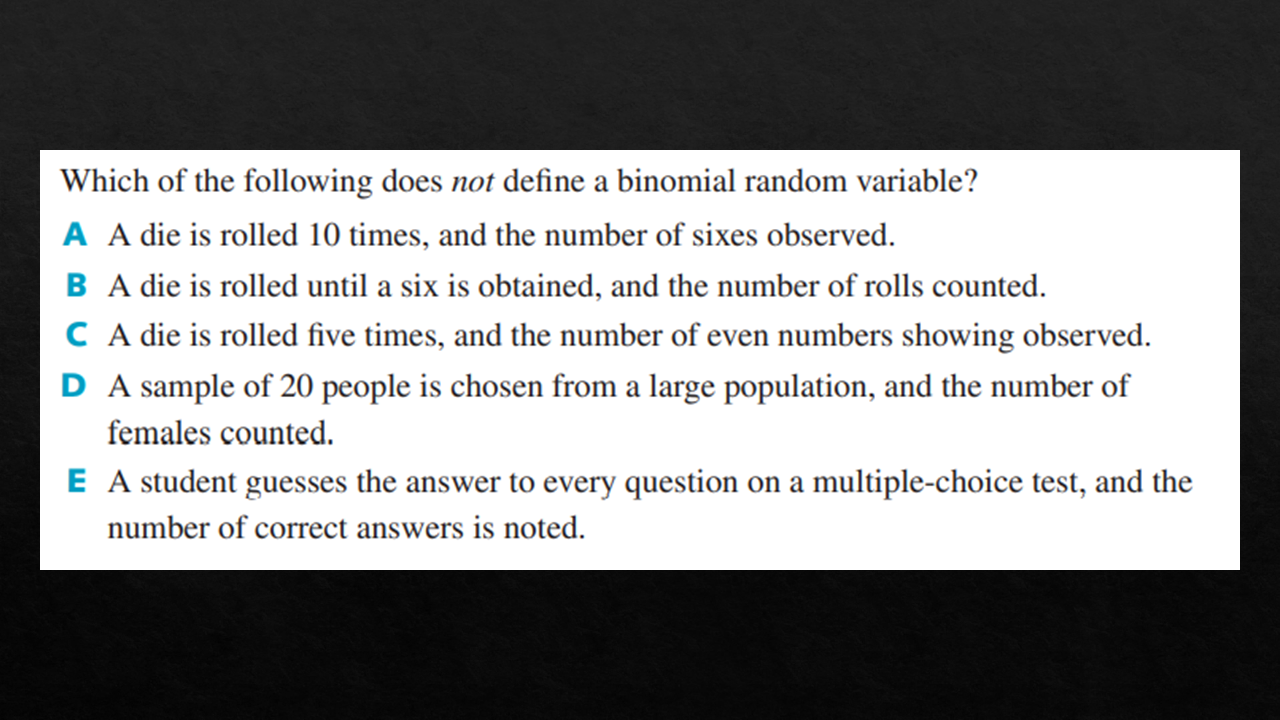 Which of the following does not define a binomial random variable?
A A die is rolled 10 times, and the number of sixes observed.
B A die is rolled until a six is obtained, and the number of rolls counted.
C A die is rolled five times, and the number of even numbers showing observed.
D A sample of 20 people is chosen from a large population, and the number of
females counted.
E A student guesses the answer to every question on a multiple-choice test, and the
number of correct answers is noted.